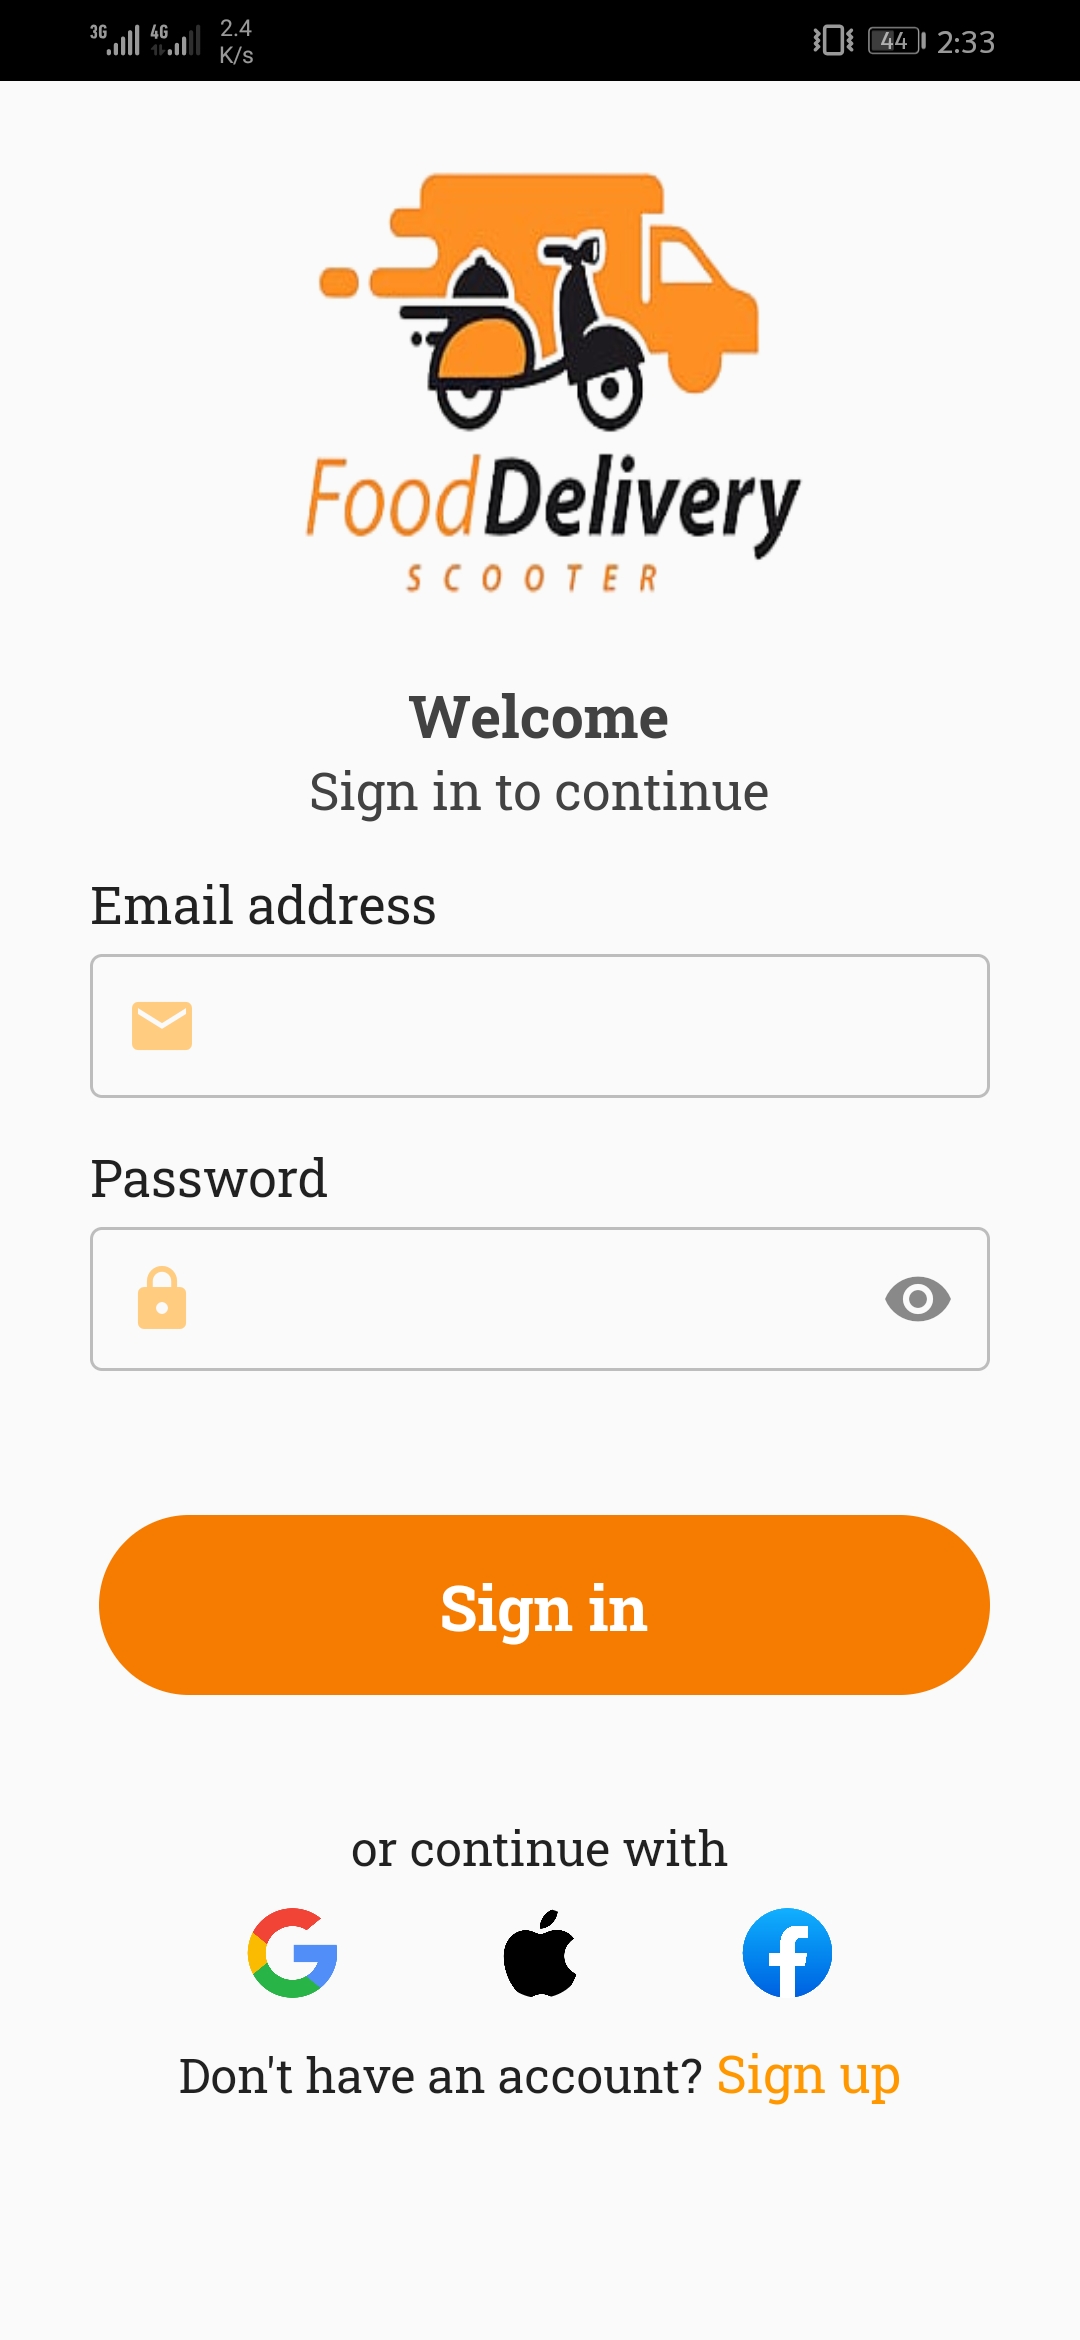 3G 4G 2.4 K/s 44 2:33
FoodDelivery
SCOOTER
Welcome
Sign in to continue
Email address
Password
Sign in
or continue with
Don't have an account? Sign up